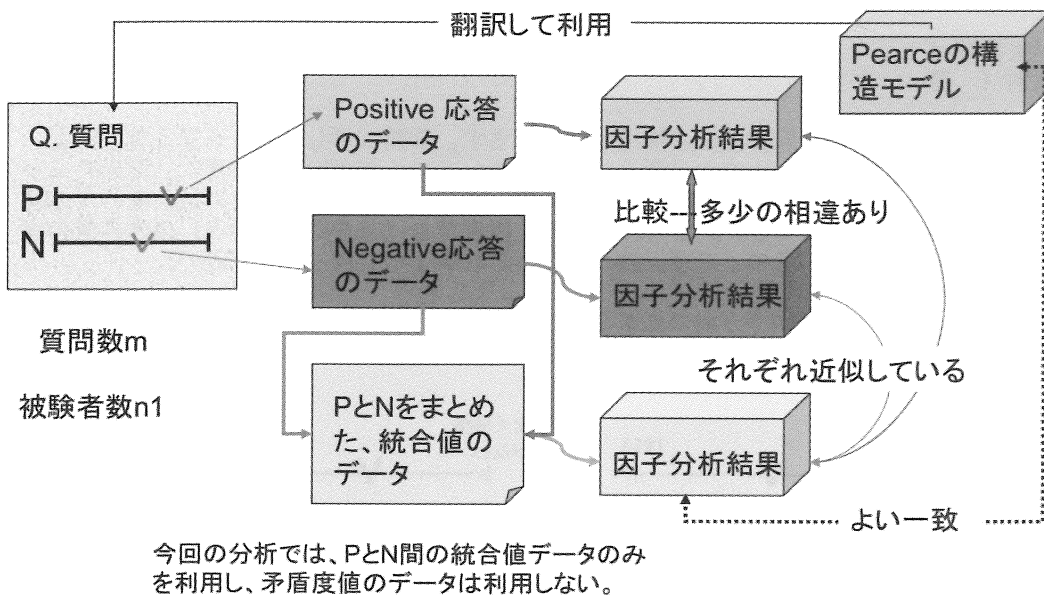 翻訳して利用
Pearceの構
造モデル
Q. 質問
P
N
質問数m
被験者数n1
Positive 応答
のデータ
Negative応答
のデータ
PとNをまとめ
た、統合値の
データ
因子分析結果
比較---多少の相違あり
因子分析結果
それぞれ近似している
因子分析結果
よい一致
今回の分析では、PとN間の統合値データのみ
を利用し、矛盾度値のデータは利用しない。